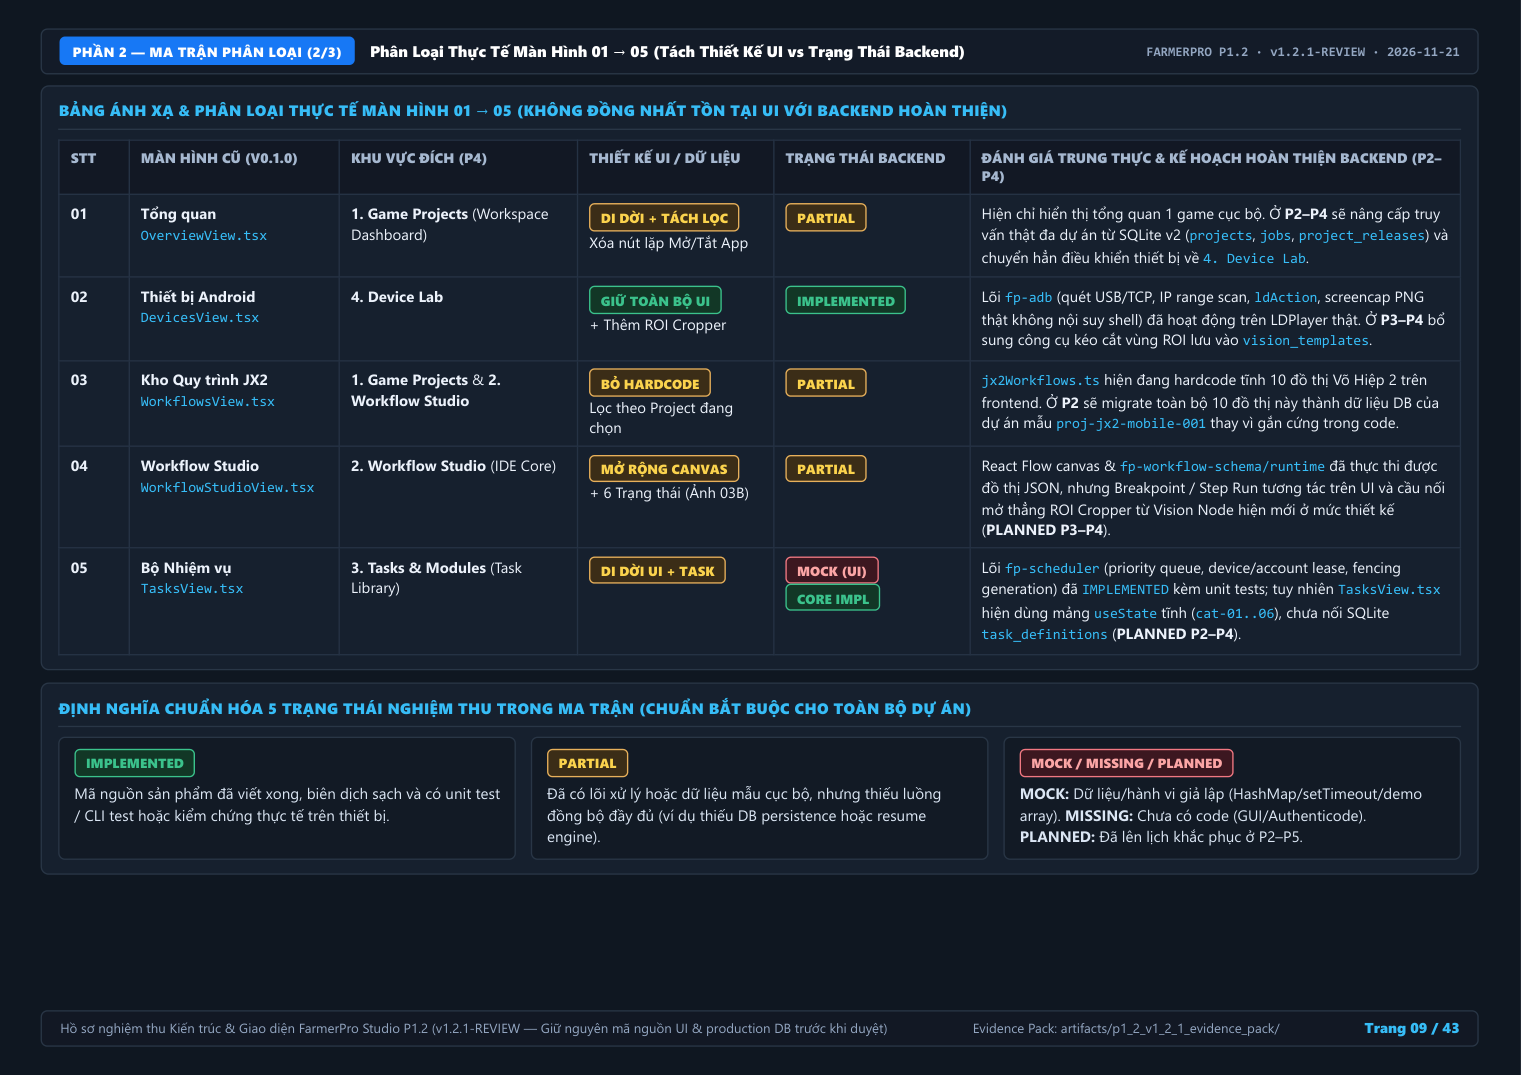 PHẦN 2 — MA TRẬN PHÂN LOẠI (2/3)
Phân Loại Thực Tế Màn Hình 01 → 05 (Tách Thiết Kế UI vs Trạng Thái Backend)
FARMERPRO P1.2 · v1.2.1-REVIEW · 2026-11-21
BẢNG ÁNH XẠ & PHÂN LOẠI THỰC TẾ MÀN HÌNH 01 → 05 (KHÔNG ĐỒNG NHẤT TỒN TẠI UI VỚI BACKEND HOÀN THIỆN)
STT
MÀN HÌNH CŨ (V0.1.0)
KHU VỰC ĐÍCH (P4)
THIẾT KẾ UI / DỮ LIỆU
TRẠNG THÁI BACKEND
ĐÁNH GIÁ TRUNG THỰC & KẾ HOẠCH HOÀN THIỆN BACKEND (P2–
P4)
01
Tổng quan
OverviewView.tsx
1. Game Projects (Workspace
Dashboard)
DI DỜI + TÁCH LỌC
Xóa nút lặp Mở/Tắt App
PARTIAL
Hiện chỉ hiển thị tổng quan 1 game cục bộ. Ở P2–P4 sẽ nâng cấp truy
vấn thật đa dự án từ SQLite v2 (projects, jobs, project_releases) và
chuyển hẳn điều khiển thiết bị về 4. Device Lab.
02
Thiết bị Android
DevicesView.tsx
4. Device Lab
GIỮ TOÀN BỘ UI
+ Thêm ROI Cropper
IMPLEMENTED
Lõi fp-adb (quét USB/TCP, IP range scan, ldAction, screencap PNG
thật không nội suy shell) đã hoạt động trên LDPlayer thật. Ở P3–P4 bổ
sung công cụ kéo cắt vùng ROI lưu vào vision_templates.
03
Kho Quy trình JX2
WorkflowsView.tsx
1. Game Projects & 2.
Workflow Studio
BỎ HARDCODE
Lọc theo Project đang
chọn
PARTIAL
jx2Workflows.ts hiện đang hardcode tĩnh 10 đồ thị Võ Hiệp 2 trên
frontend. Ở P2 sẽ migrate toàn bộ 10 đồ thị này thành dữ liệu DB của
dự án mẫu proj-jx2-mobile-001 thay vì gắn cứng trong code.
04
Workflow Studio
WorkflowStudioView.tsx
2. Workflow Studio (IDE Core)
MỞ RỘNG CANVAS
+ 6 Trạng thái (Ảnh 03B)
PARTIAL
React Flow canvas & fp-workflow-schema/runtime đã thực thi được
đồ thị JSON, nhưng Breakpoint / Step Run tương tác trên UI và cầu nối
mở thẳng ROI Cropper từ Vision Node hiện mới ở mức thiết kế
(PLANNED P3–P4).
05
Bộ Nhiệm vụ
TasksView.tsx
3. Tasks & Modules (Task
Library)
DI DỜI UI + TASK
MOCK (UI)
CORE IMPL
Lõi fp-scheduler (priority queue, device/account lease, fencing
generation) đã IMPLEMENTED kèm unit tests; tuy nhiên TasksView.tsx
hiện dùng mảng useState tĩnh (cat-01..06), chưa nối SQLite
task_definitions (PLANNED P2–P4).
ĐỊNH NGHĨA CHUẨN HÓA 5 TRẠNG THÁI NGHIỆM THU TRONG MA TRẬN (CHUẨN BẮT BUỘC CHO TOÀN BỘ DỰ ÁN)
IMPLEMENTED
Mã nguồn sản phẩm đã viết xong, biên dịch sạch và có unit test
/ CLI test hoặc kiểm chứng thực tế trên thiết bị.
PARTIAL
Đã có lõi xử lý hoặc dữ liệu mẫu cục bộ, nhưng thiếu luồng
đồng bộ đầy đủ (ví dụ thiếu DB persistence hoặc resume
engine).
MOCK / MISSING / PLANNED
MOCK: Dữ liệu/hành vi giả lập (HashMap/setTimeout/demo
array). MISSING: Chưa có code (GUI/Authenticode).
PLANNED: Đã lên lịch khắc phục ở P2–P5.
Hồ sơ nghiệm thu Kiến trúc & Giao diện FarmerPro Studio P1.2 (v1.2.1-REVIEW — Giữ nguyên mã nguồn UI & production DB trước khi duyệt)
Evidence Pack: artifacts/p1_2_v1_2_1_evidence_pack/
Trang 09 / 43